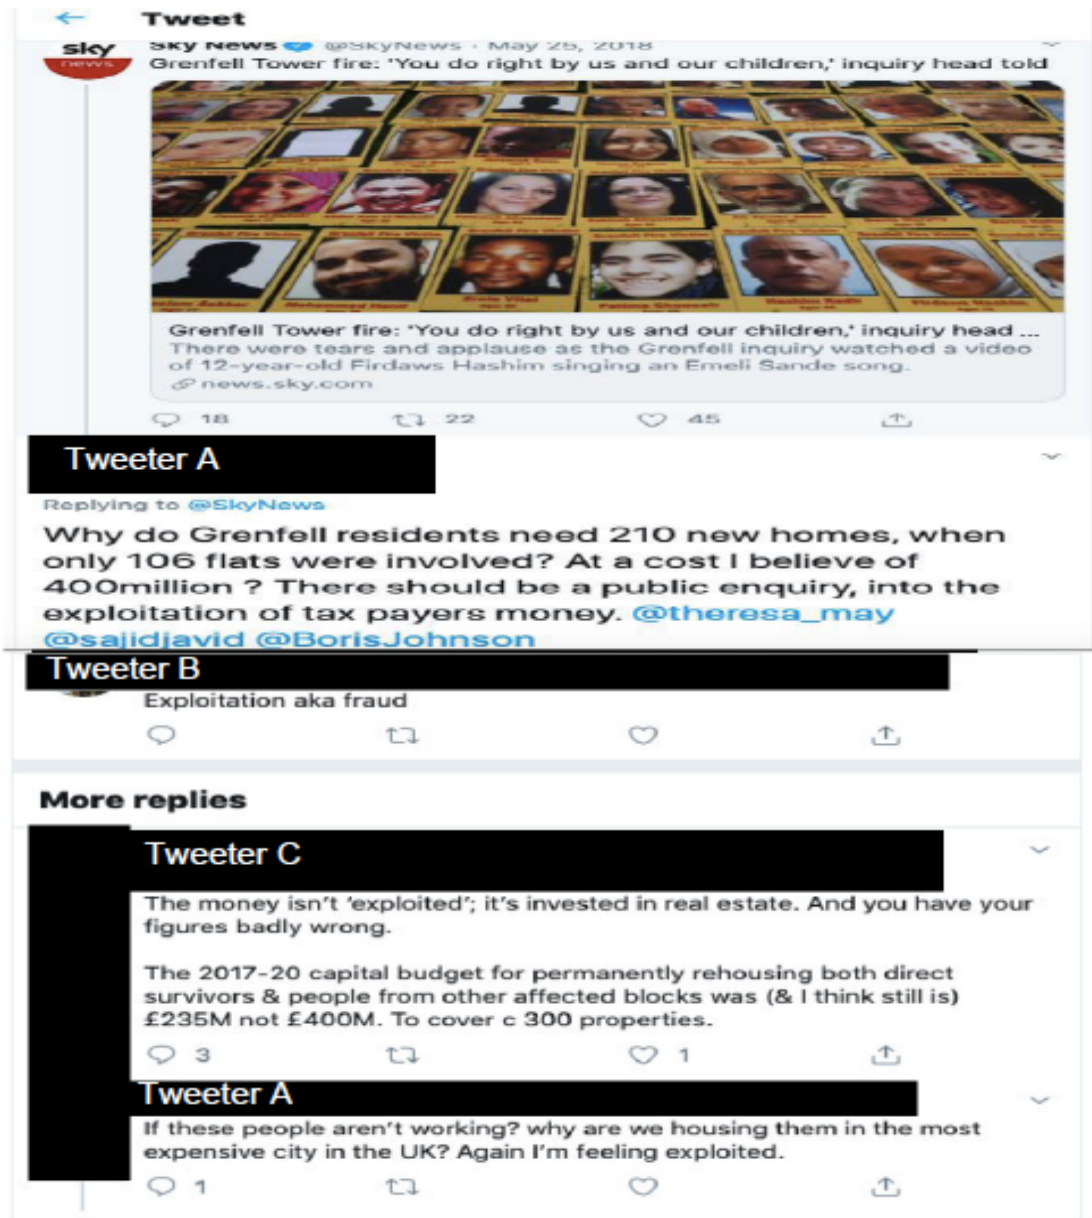 Tweet
sky
news
Sky News @SkyNews · May 25, 2018
Grenfell Tower fire: 'You do right by us and our children,' inquiry head told
Grenfell Tower fire: 'You do right by us and our children,' inquiry head ...
There were tears and applause as the Grenfell inquiry watched a video
of 12-year-old Firdaws Hashim singing an Emeli Sande song.
news.sky.com
18 22 45
Tweeter A
Replying to @SkyNews
Why do Grenfell residents need 210 new homes, when
only 106 flats were involved? At a cost I believe of
400million ? There should be a public enquiry, into the
exploitation of tax payers money. @theresa_may
@sajidjavid @BorisJohnson
Tweeter B
Exploitation aka fraud
More replies
Tweeter C
The money isn't 'exploited'; it's invested in real estate. And you have your
figures badly wrong.
The 2017-20 capital budget for permanently rehousing both direct
survivors & people from other affected blocks was (& I think still is)
£235M not £400M. To cover c 300 properties.
3 1
Tweeter A
If these people aren't working? why are we housing them in the most
expensive city in the UK? Again I'm feeling exploited.
1